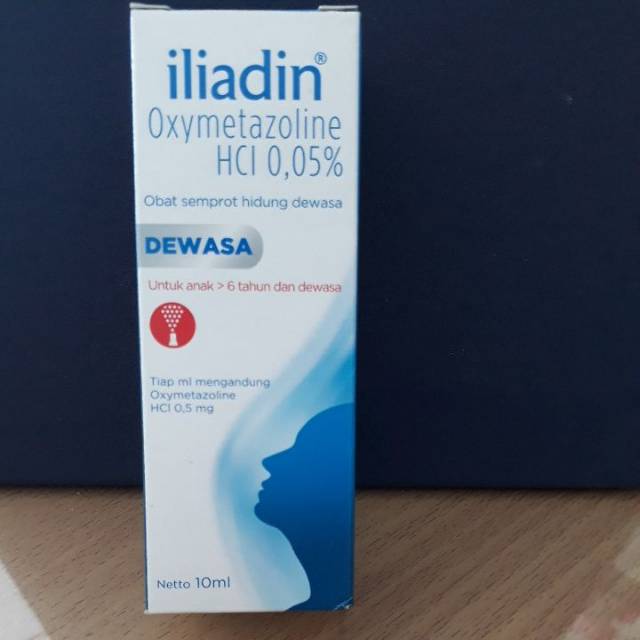 iliadin®
Oxymetazoline
HCl 0,05%
Obat semprot hidung dewasa
DEWASA
Untuk anak > 6 tahun dan dewasa
Tiap ml mengandung
Oxymetazoline
HCl 0,5 mg
Netto 10ml